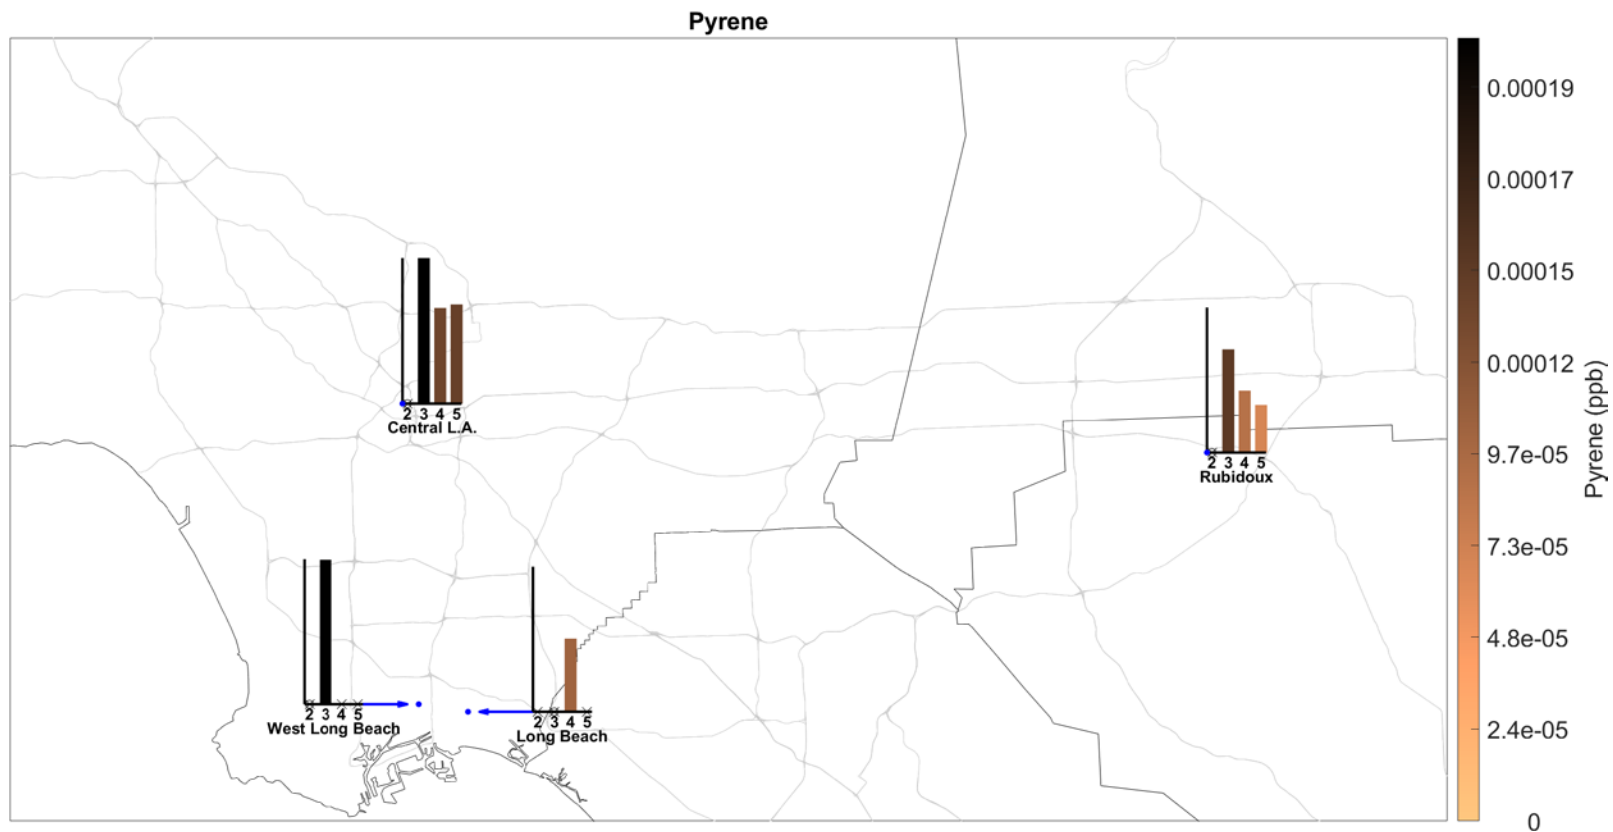 Pyrene
0.00019
0.00017
0.00015
0.00012
9.7e-05
7.3e-05
4.8e-05
2.4e-05
0
Pyrene (ppb)
2 3 4 5
Central L.A.
2 3 4 5
Rubidoux
2 3 4 5
West Long Beach
2 3 4 5
Long Beach